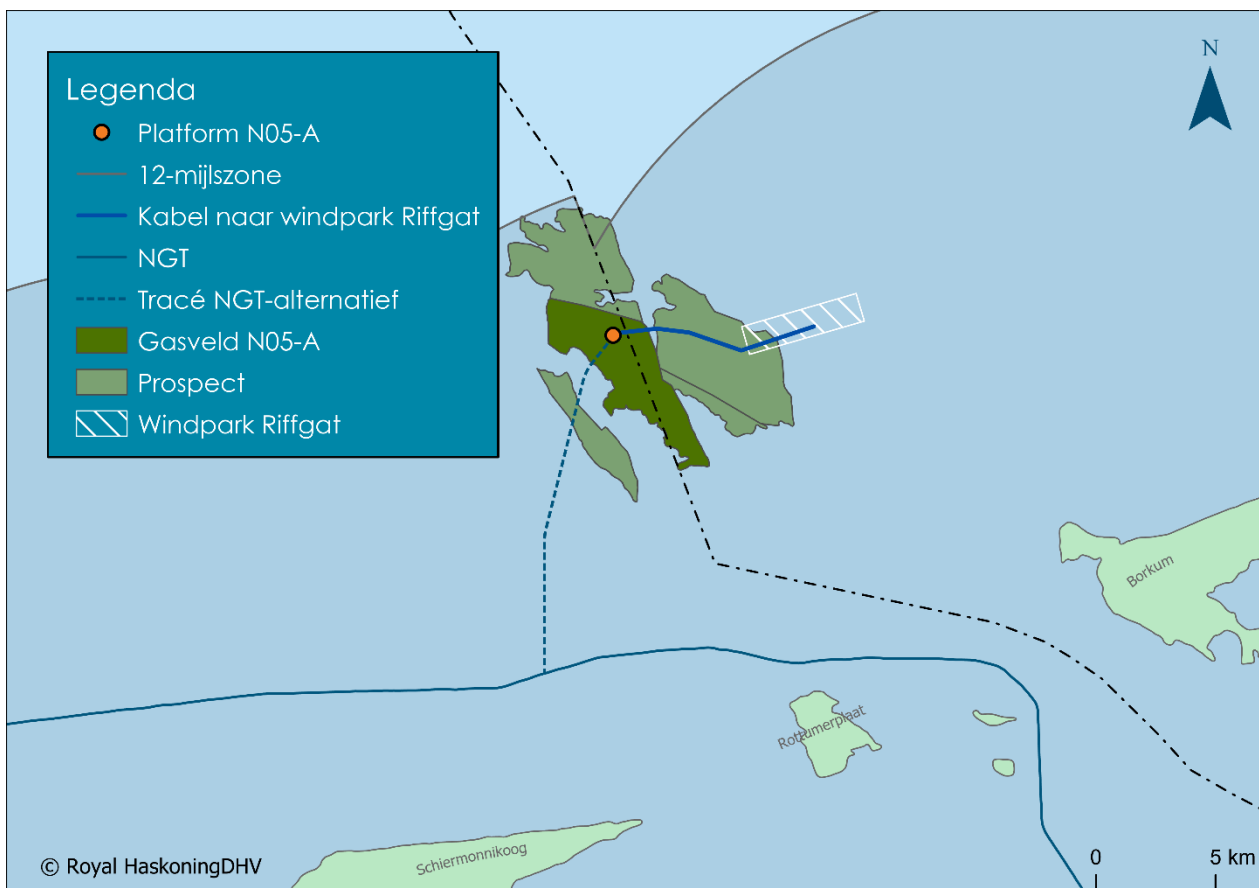 N
Legenda
Platform N05-A
12-mijlszone
Kabel naar windpark Riffgat
NGT
Tracé NGT-alternatief
Gasveld N05-A
Prospect
Windpark Riffgat
Borkum
Rottumerplaat
Schiermonnikoog
© Royal HaskoningDHV
0 5 km